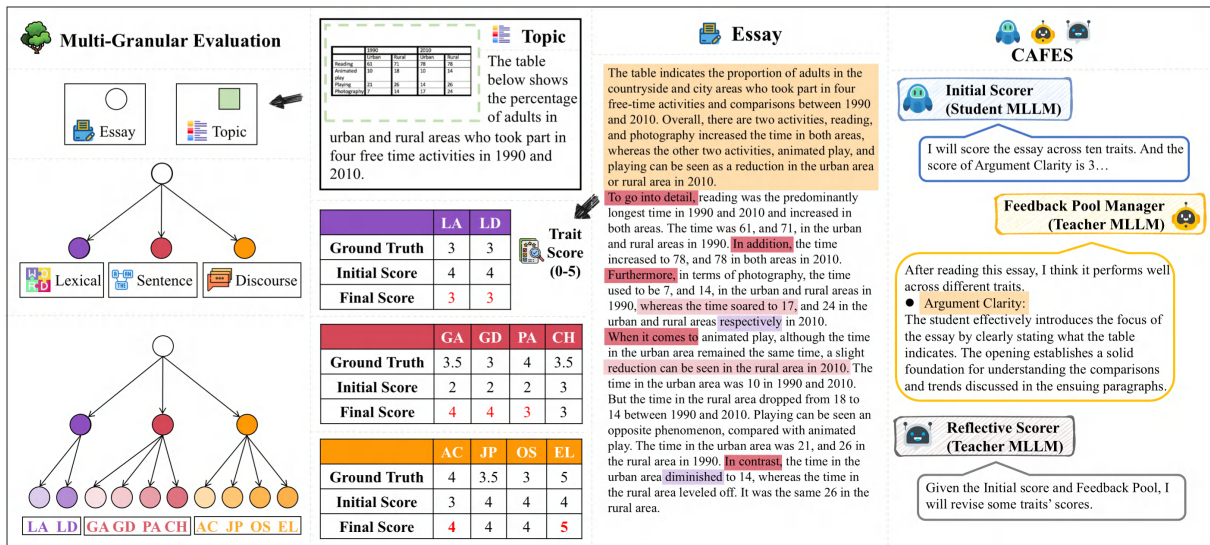 Multi-Granular Evaluation
Essay
Topic
Lexical
Sentence
Discourse
LA LD GA GD PA CH AC JP OS EL
1990 2010
Urban Rural Urban Rural
Reading 61 71 78 78
Animated play 10 18 10 14
Playing 21 26 14 26
Photography 7 14 17 24
Topic
The table
below shows
the percentage
of adults in
urban and rural areas who took part in
four free time activities in 1990 and
2010.
LA LD
Ground Truth 3 3
Initial Score 4 4
Final Score 3 3
Trait
Score
(0-5)
GA GD PA CH
Ground Truth 3.5 3 4 3.5
Initial Score 2 2 2 3
Final Score 4 4 3 3
AC JP OS EL
Ground Truth 4 3.5 3 5
Initial Score 3 4 4 4
Final Score 4 4 4 5
Essay
The table indicates the proportion of adults in the
countryside and city areas who took part in four
free-time activities and comparisons between 1990
and 2010. Overall, there are two activities, reading,
and photography increased the time in both areas,
whereas the other two activities, animated play, and
playing can be seen as a reduction in the urban area
or rural area in 2010.
To go into detail, reading was the predominantly
longest time in 1990 and 2010 and increased in
both areas. The time was 61, and 71, in the urban
and rural areas in 1990. In addition, the time
increased to 78, and 78 in both areas in 2010.
Furthermore, in terms of photography, the time
used to be 7, and 14, in the urban and rural areas in
1990, whereas the time soared to 17, and 24 in the
urban and rural areas respectively in 2010.
When it comes to animated play, although the time
in the urban area remained the same time, a slight
reduction can be seen in the rural area in 2010. The
time in the urban area was 10 in 1990 and 2010.
But the time in the rural area dropped from 18 to
14 between 1990 and 2010. Playing can be seen an
opposite phenomenon, compared with animated
play. The time in the urban area was 21, and 26 in
the rural area in 1990. In contrast, the time in the
urban area diminished to 14, whereas the time in
the rural area leveled off. It was the same 26 in the
rural area.
CAFES
Initial Scorer
(Student MLLM)
I will score the essay across ten traits. And the
score of Argument Clarity is 3…
Feedback Pool Manager
(Teacher MLLM)
After reading this essay, I think it performs well
across different traits.
● Argument Clarity:
The student effectively introduces the focus of
the essay by clearly stating what the table
indicates. The opening establishes a solid
foundation for understanding the comparisons
and trends discussed in the ensuing paragraphs.
Reflective Scorer
(Teacher MLLM)
Given the Initial score and Feedback Pool, I
will revise some traits' scores.